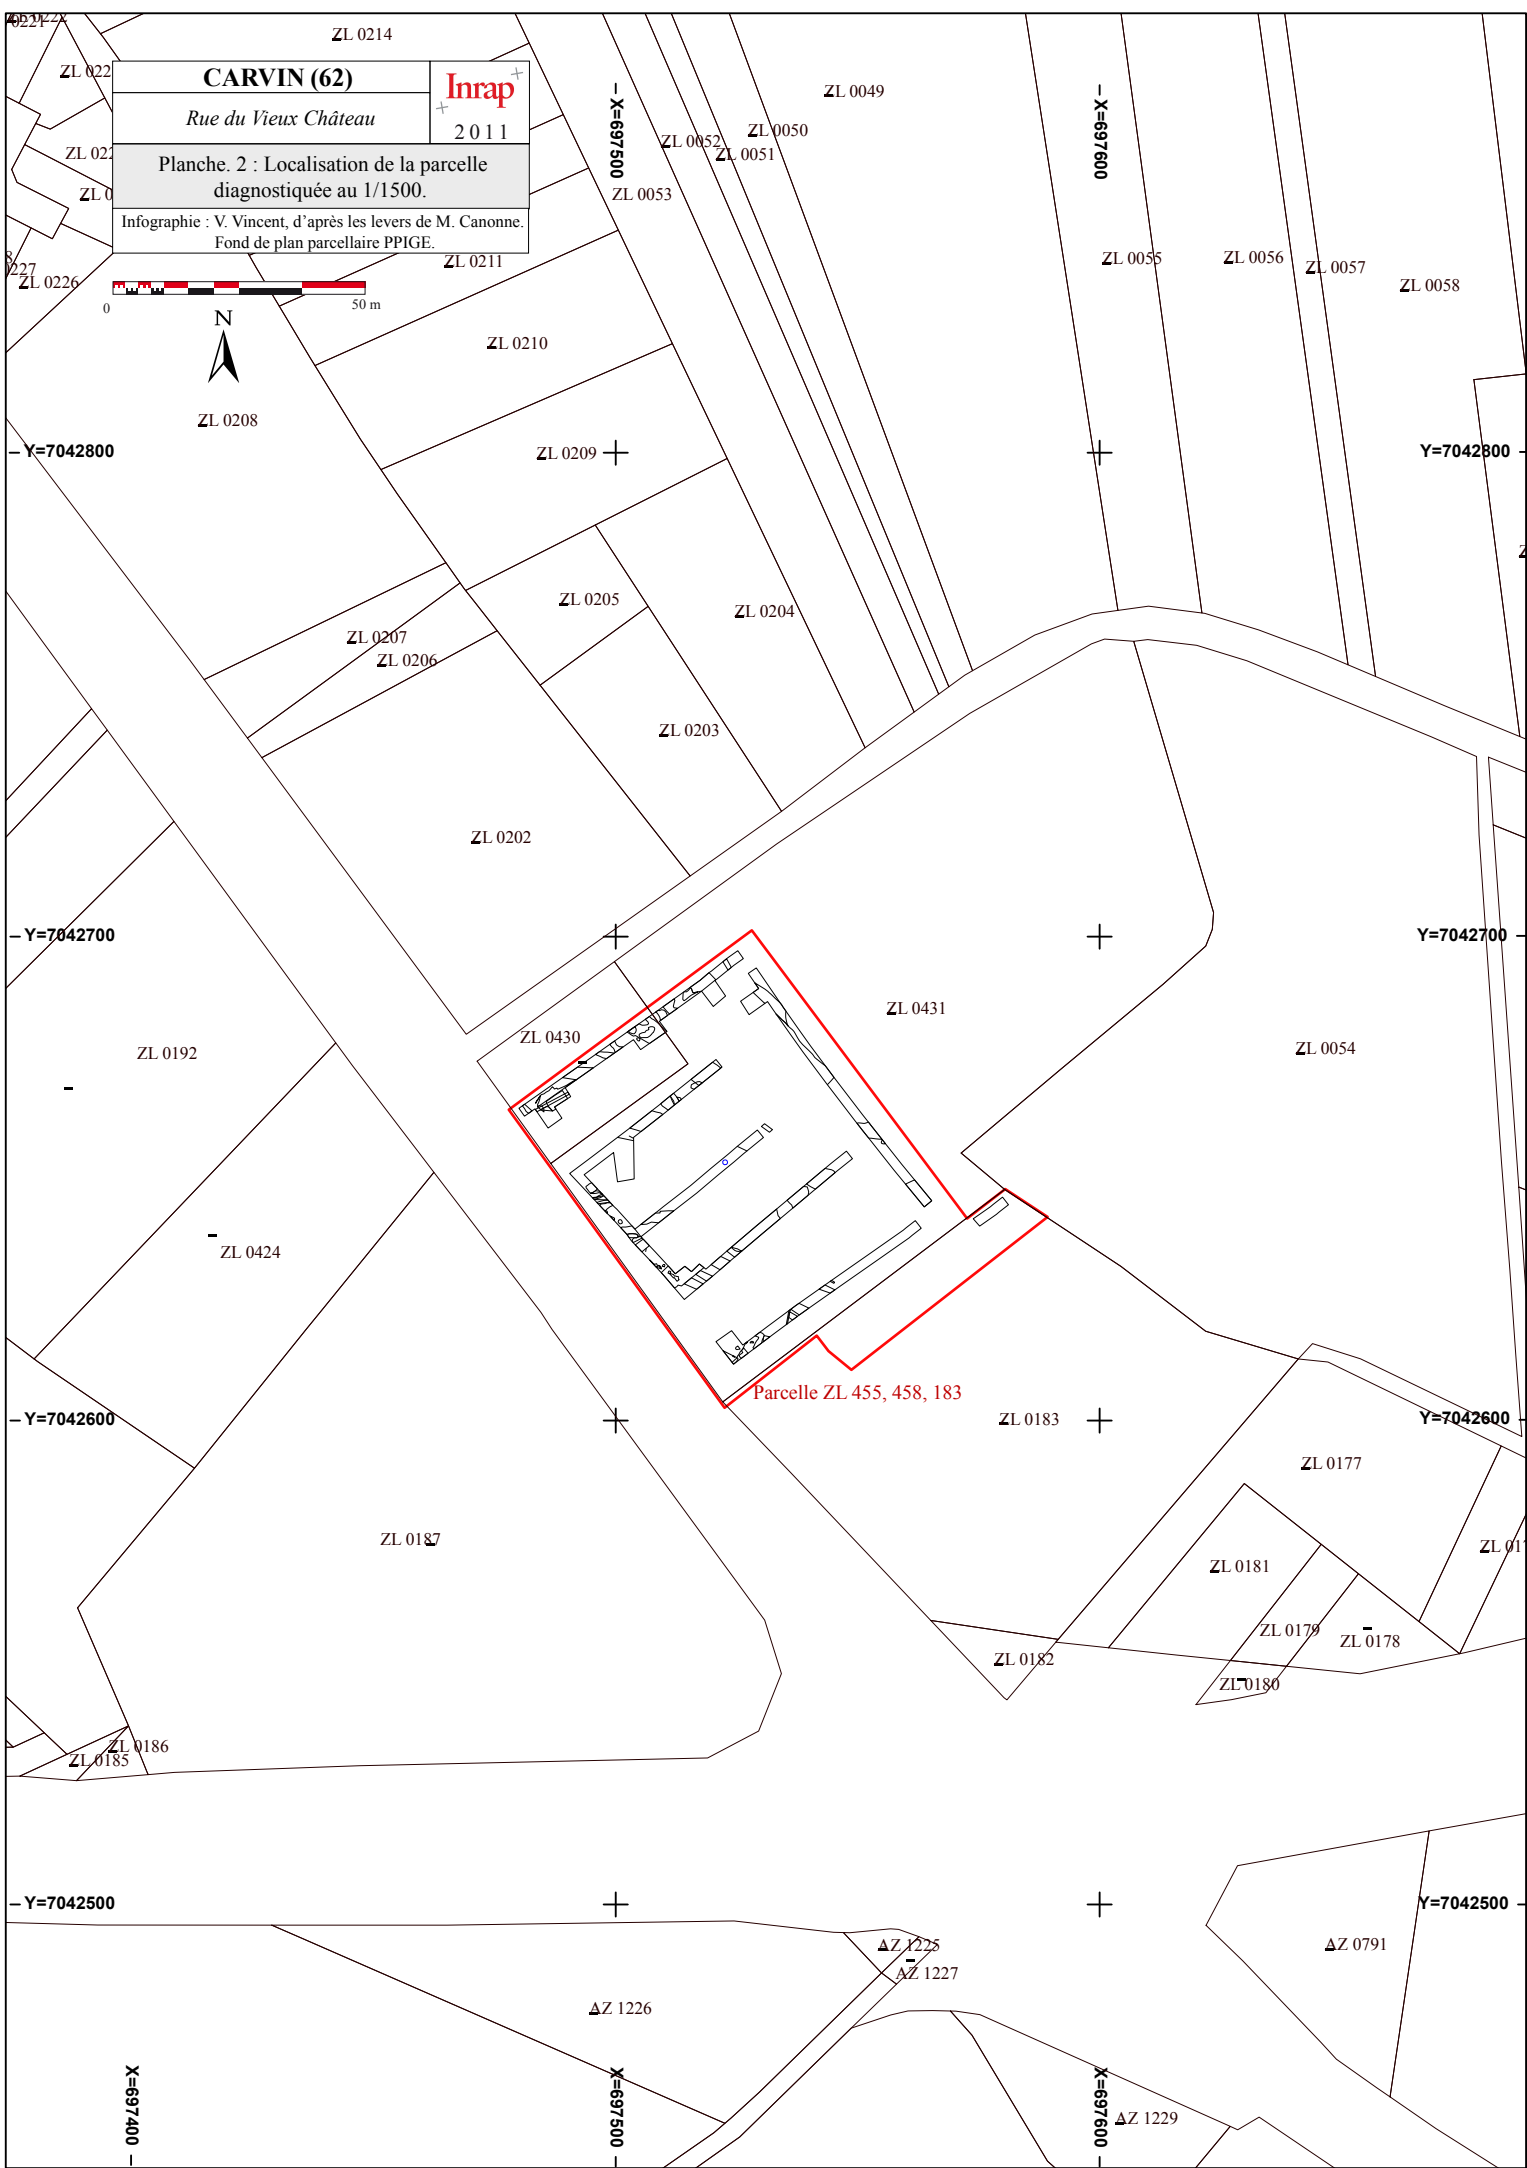 ZL 0214
CARVIN (62)
Rue du Vieux Château
Inrap
2011
Planche. 2 : Localisation de la parcelle
diagnostiquée au 1/1500.
Infographie : V. Vincent, d'après les levers de M. Canonne.
Fond de plan parcellaire PPIGE.
0
50 m
N
X=697500
X=697600
ZL 0049
ZL 0050
ZL 0052
ZL 0051
ZL 0053
ZL 0211
ZL 0226
ZL 0055
ZL 0056
ZL 0057
ZL 0058
ZL 0210
ZL 0208
Y=7042800
ZL 0209
Y=7042800
ZL 0205
ZL 0204
ZL 0207
ZL 0206
ZL 0203
ZL 0202
Y=7042700
Y=7042700
ZL 0431
ZL 0430
ZL 0192
ZL 0054
ZL 0424
Parcelle ZL 455, 458, 183
Y=7042600
ZL 0183
Y=7042600
ZL 0177
ZL 0187
ZL 0181
ZL 0179
ZL 0178
ZL 0182
ZL 0180
ZL 0186
ZL 0185
Y=7042500
Y=7042500
AZ 1225
AZ 0791
AZ 1227
AZ 1226
X=697400
X=697500
X=697600
AZ 1229